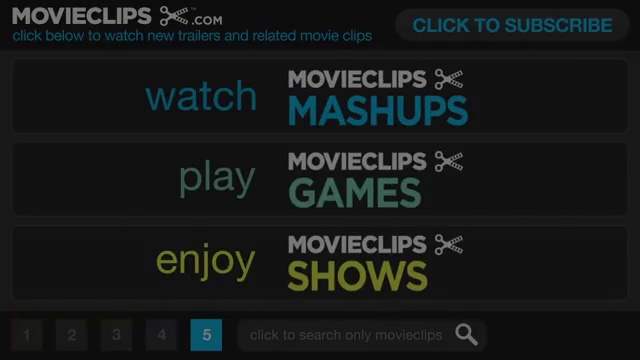 MOVIECLIPS .COM
click below to watch new trailers and related movie clips
CLICK TO SUBSCRIBE
watch
MOVIECLIPS
MASHUPS
play
MOVIECLIPS
GAMES
enjoy
MOVIECLIPS
SHOWS
1 2 3 4 5
click to search only movieclips